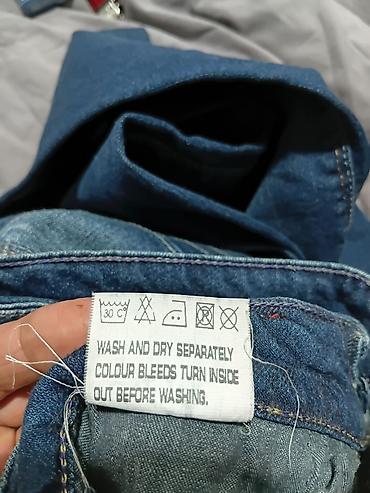 30°C
WASH AND DRY SEPARATELY
COLOUR BLEEDS TURN INSIDE
OUT BEFORE WASHING.